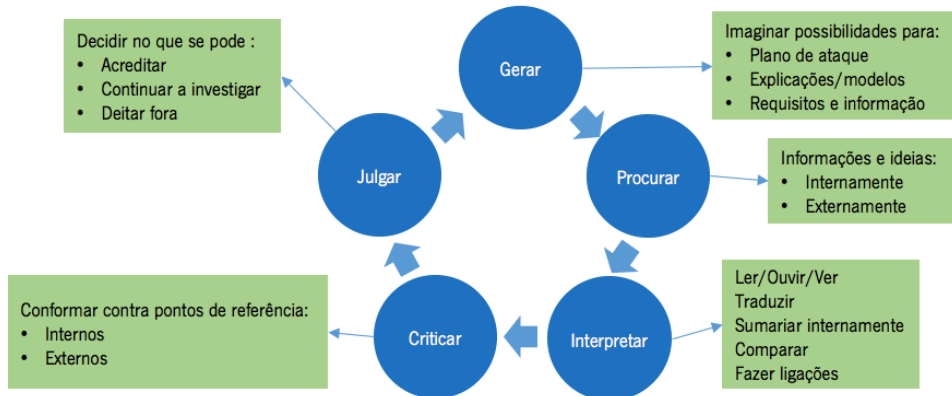 Gerar
Imaginar possibilidades para:
• Plano de ataque
• Explicações/modelos
• Requisitos e informação
Procurar
Informações e ideias:
• Internamente
• Externamente
Interpretar
Ler/Ouvir/Ver
Traduzir
Sumariar internamente
Comparar
Fazer ligações
Criticar
Conformar contra pontos de referência:
• Internos
• Externos
Julgar
Decidir no que se pode :
• Acreditar
• Continuar a investigar
• Deitar fora